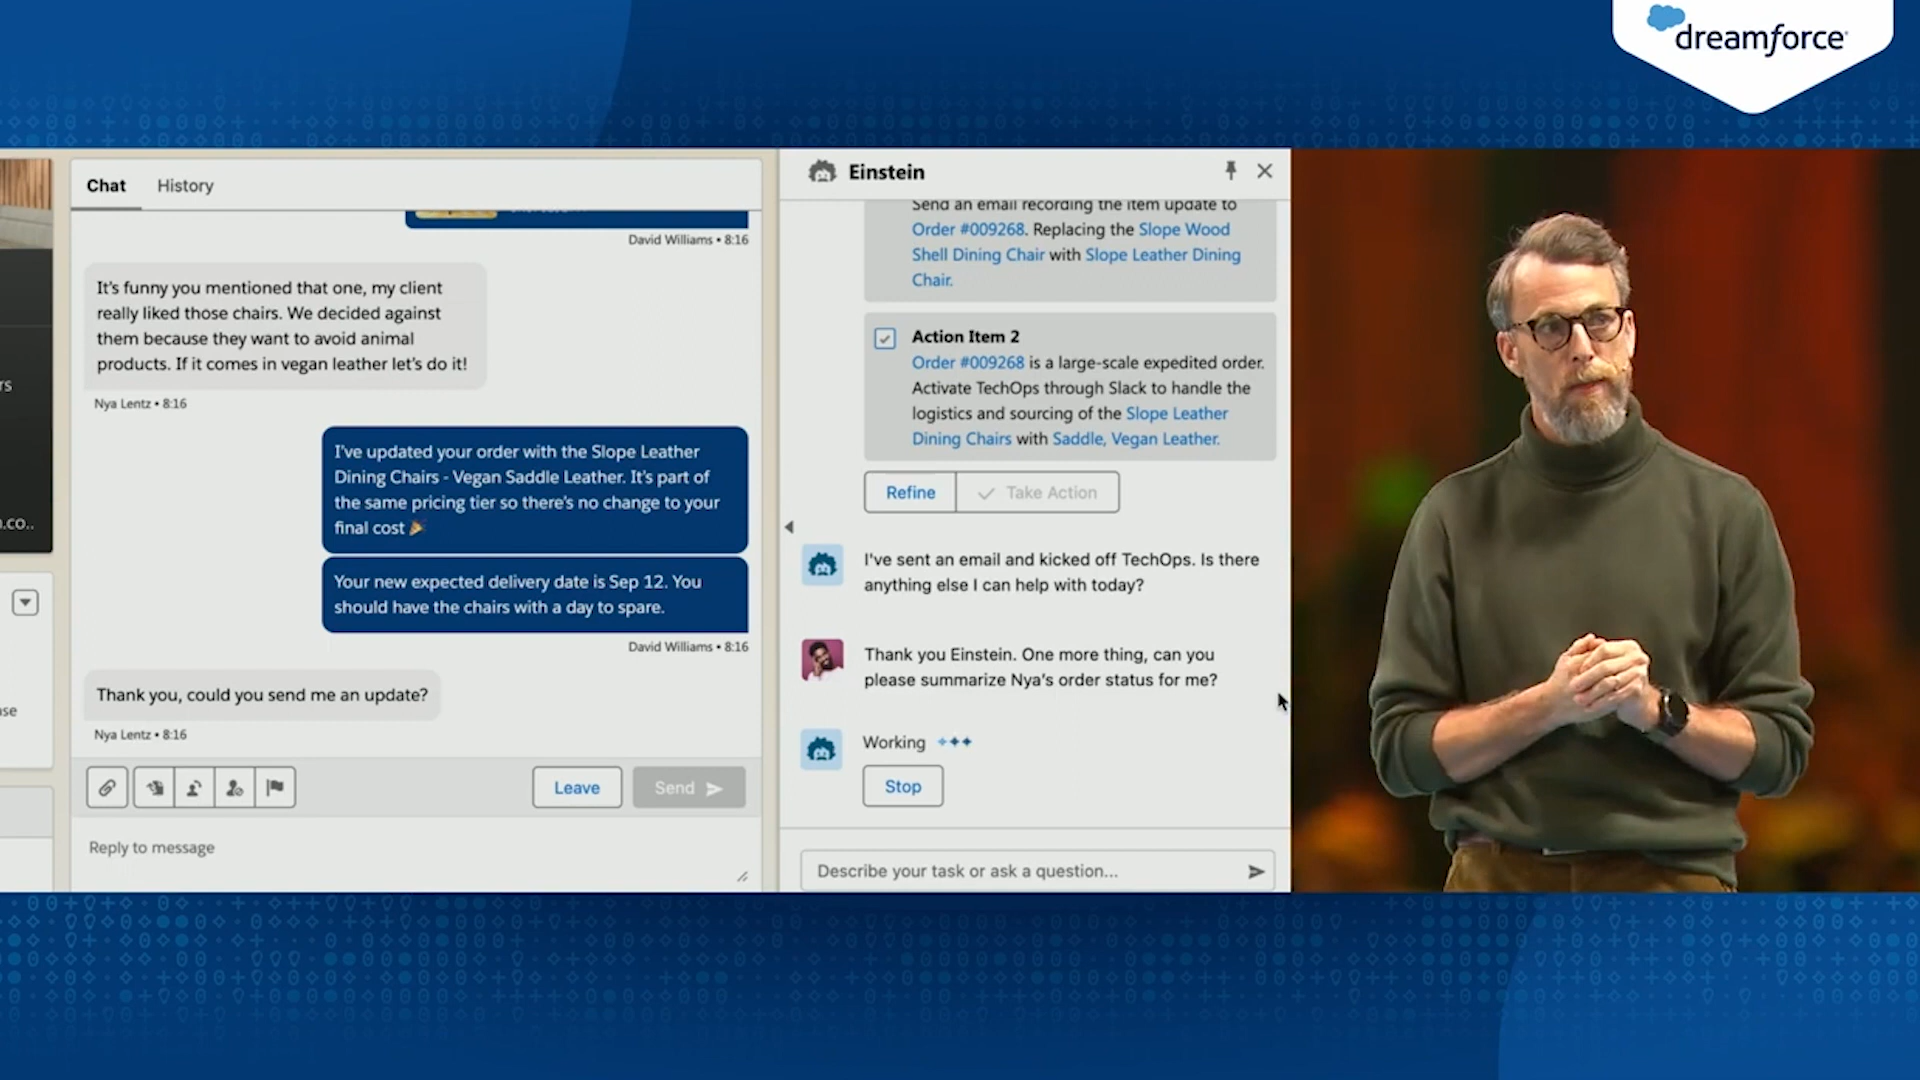 dreamforce
Chat
History
David Williams • 8:16
It's funny you mentioned that one, my client
really liked those chairs. We decided against
them because they want to avoid animal
products. If it comes in vegan leather let's do it!
Nya Lentz • 8:16
I've updated your order with the Slope Leather
Dining Chairs - Vegan Saddle Leather. It's part of
the same pricing tier so there's no change to your
final cost 🎉
Your new expected delivery date is Sep 12. You
should have the chairs with a day to spare.
David Williams • 8:16
Thank you, could you send me an update?
Nya Lentz • 8:16
Leave
Send
Reply to message
rs
.co..
Einstein
Send an email recording the item update to
Order #009268. Replacing the Slope Wood
Shell Dining Chair with Slope Leather Dining
Chair.
Action Item 2
Order #009268 is a large-scale expedited order.
Activate TechOps through Slack to handle the
logistics and sourcing of the Slope Leather
Dining Chairs with Saddle, Vegan Leather.
Refine
Take Action
I've sent an email and kicked off TechOps. Is there
anything else I can help with today?
Thank you Einstein. One more thing, can you
please summarize Nya's order status for me?
Working
Stop
Describe your task or ask a question...